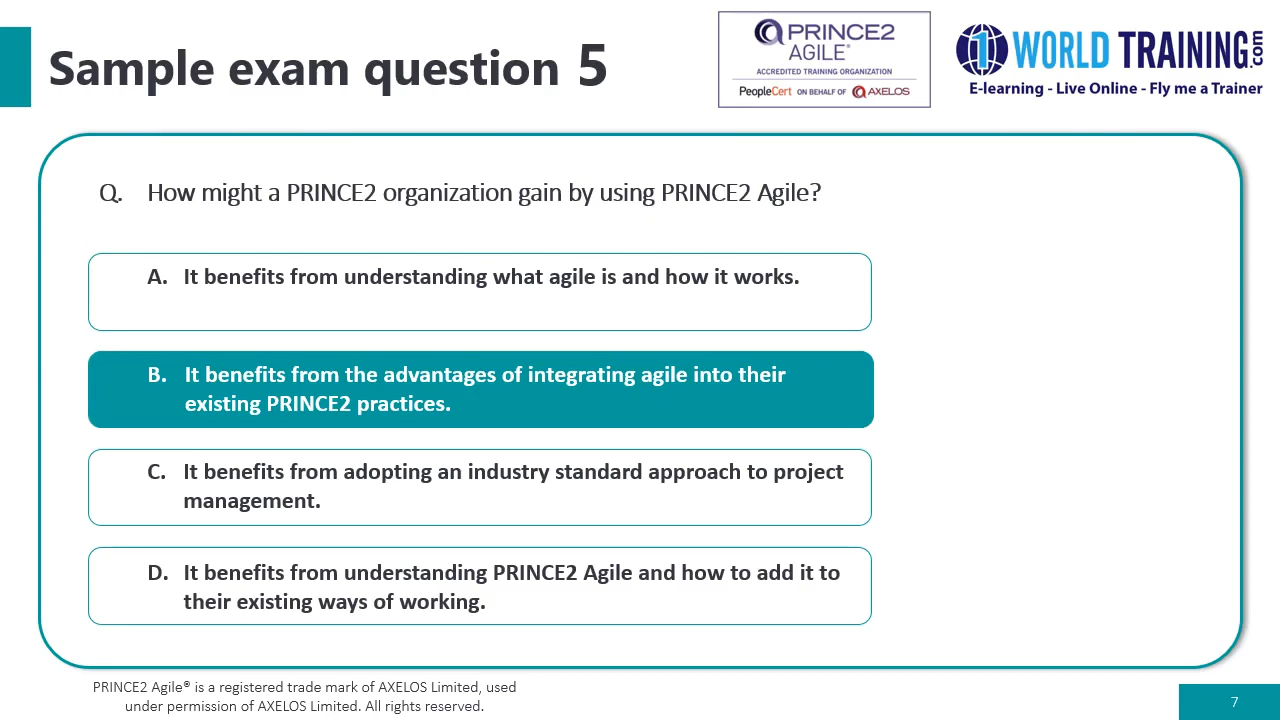 Sample exam question 5
PRINCE2
AGILE®
ACCREDITED TRAINING ORGANIZATION
PeopleCert ON BEHALF OF AXELOS
1 WORLD TRAINING.com
E-learning - Live Online - Fly me a Trainer
Q. How might a PRINCE2 organization gain by using PRINCE2 Agile?
A. It benefits from understanding what agile is and how it works.
B. It benefits from the advantages of integrating agile into their
existing PRINCE2 practices.
C. It benefits from adopting an industry standard approach to project
management.
D. It benefits from understanding PRINCE2 Agile and how to add it to
their existing ways of working.
PRINCE2 Agile® is a registered trade mark of AXELOS Limited, used
under permission of AXELOS Limited. All rights reserved.
7